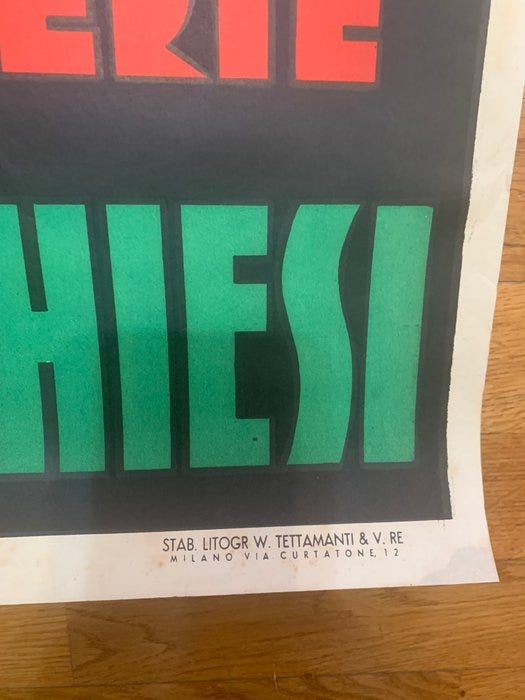 ERIE
HIESI
STAB. LITOGR W. TETTAMANTI & V. RE
MILANO VIA CURTATONE, 12